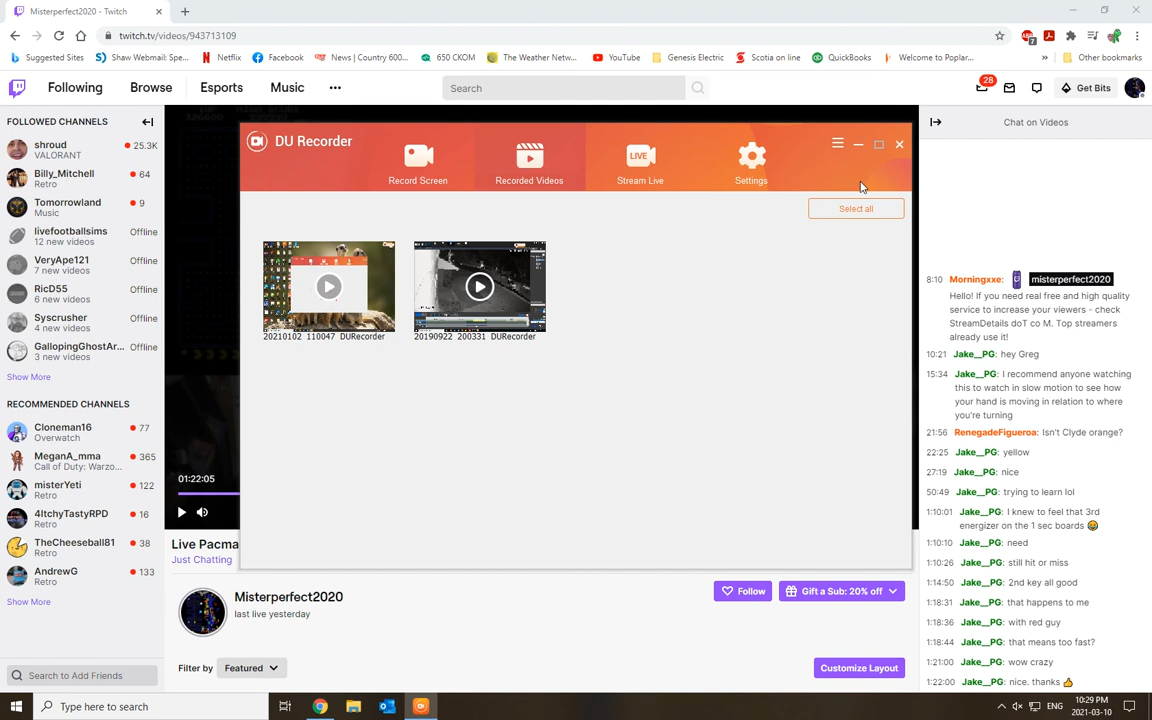 Misterperfect2020 - Twitch
twitch.tv/videos/943713109
Suggested Sites
Shaw Webmail: Spe...
Netflix
Facebook
News | Country 600...
650 CKOM
The Weather Netw...
YouTube
Genesis Electric
Scotia on line
QuickBooks
Welcome to Poplar...
»
Other bookmarks
Following
Browse
Esports
Music
Search
28
Get Bits
FOLLOWED CHANNELS
shroud
25.3K
VALORANT
Billy_Mitchell
64
Retro
Tomorrowland
9
Music
livefootballsims
Offline
12 new videos
VeryApe121
Offline
7 new videos
RicD55
Offline
6 new videos
Syscrusher
Offline
4 new videos
GallopingGhostAr...
Offline
3 new videos
Show More
RECOMMENDED CHANNELS
Cloneman16
77
Overwatch
MeganA_mma
365
Call of Duty: Warzo...
misterYeti
122
Retro
4ItchyTastyRPD
16
Retro
TheCheeseball81
38
Retro
AndrewG
133
Retro
Show More
Search to Add Friends
DU Recorder
Record Screen
Recorded Videos
LIVE
Stream Live
Settings
Select all
20210102 110047 DURecorder
20190922 200331 DURecorder
01:22:05
Live Pacma
Just Chatting
Misterperfect2020
last live yesterday
Follow
Gift a Sub: 20% off
Filter by
Featured
Customize Layout
Chat on Videos
8:10 Morningxxe: misterperfect2020
Hello! If you need real free and high quality
service to increase your viewers - check
StreamDetails doT co M. Top streamers
already use it!
10:21 Jake__PG: hey Greg
15:34 Jake__PG: I recommend anyone watching
this to watch in slow motion to see how
your hand is moving in relation to where
you're turning
21:56 RenegadeFigueroa: Isn't Clyde orange?
22:25 Jake__PG: yellow
27:19 Jake__PG: nice
50:49 Jake__PG: trying to learn lol
1:10:01 Jake__PG: I knew to feel that 3rd
energizer on the 1 sec boards 😂
1:10:10 Jake__PG: need
1:10:26 Jake__PG: still hit or miss
1:14:50 Jake__PG: 2nd key all good
1:18:31 Jake__PG: that happens to me
1:18:36 Jake__PG: with red guy
1:18:44 Jake__PG: that means too fast?
1:21:00 Jake__PG: wow crazy
1:22:00 Jake__PG: nice. thanks 👍
Type here to search
ENG
10:29 PM
2021-03-10